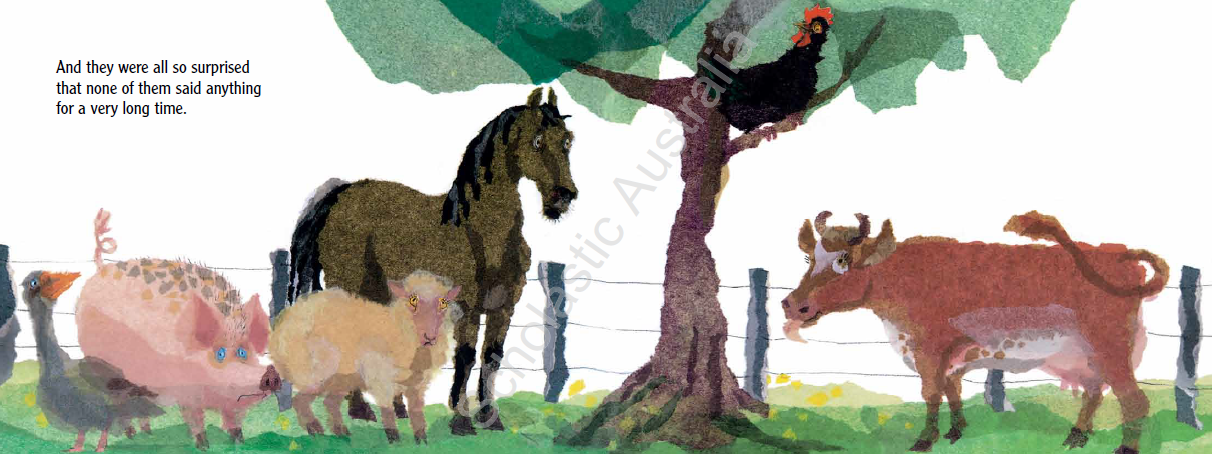 And they were all so surprised
that none of them said anything
for a very long time.
Scholastic Australia